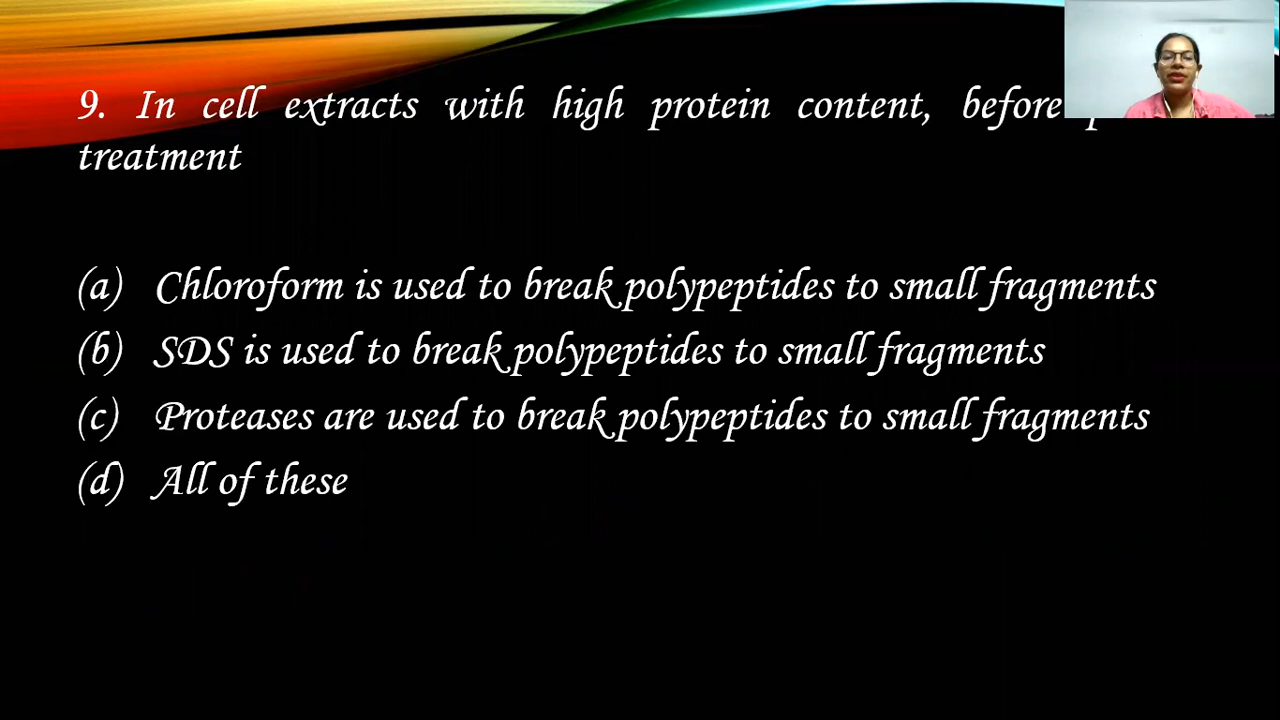 9. In cell extracts with high protein content, before
treatment
(a) Chloroform is used to break polypeptides to small fragments
(b) SDS is used to break polypeptides to small fragments
(c) Proteases are used to break polypeptides to small fragments
(d) All of these